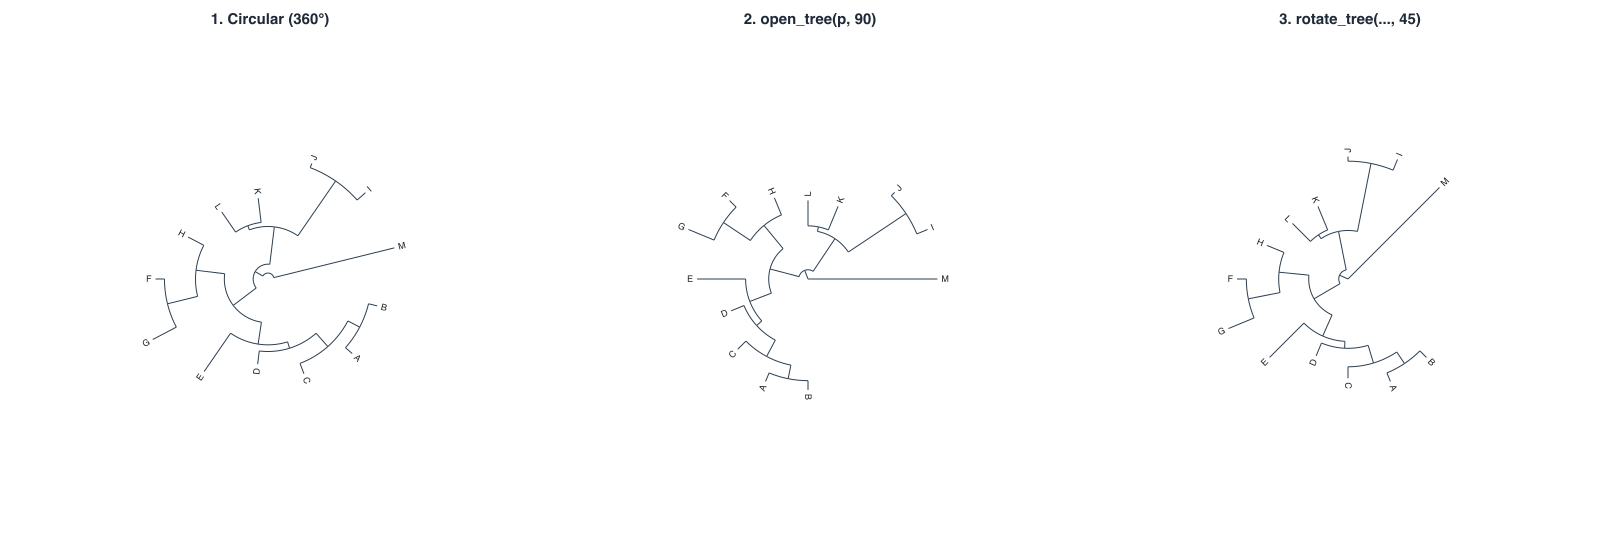 1. Circular (360°)
J
I
K
L
H
M
F
B
G
A
D
E
C
2. open_tree(p, 90)
J
H
F
L
K
G
I
E
M
D
C
A
B
3. rotate_tree(..., 45)
J
I
M
K
L
H
F
G
E
D
B
C
A